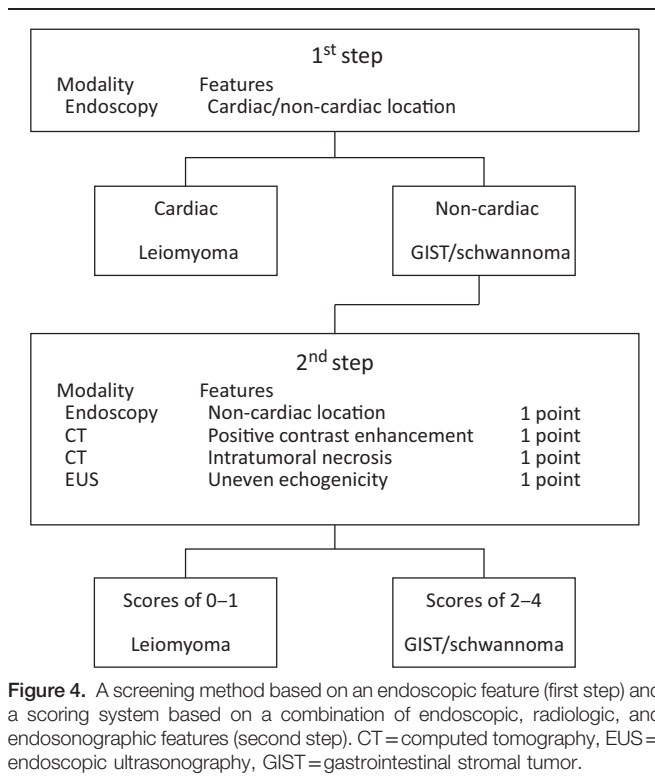 1st step
Modality Features
Endoscopy Cardiac/non-cardiac location
Cardiac
Leiomyoma
Non-cardiac
GIST/schwannoma
2nd step
Modality Features
Endoscopy Non-cardiac location 1 point
CT Positive contrast enhancement 1 point
CT Intratumoral necrosis 1 point
EUS Uneven echogenicity 1 point
Scores of 0–1
Leiomyoma
Scores of 2–4
GIST/schwannoma
Figure 4. A screening method based on an endoscopic feature (first step) and
a scoring system based on a combination of endoscopic, radiologic, and
endosonographic features (second step). CT=computed tomography, EUS=
endoscopic ultrasonography, GIST=gastrointestinal stromal tumor.